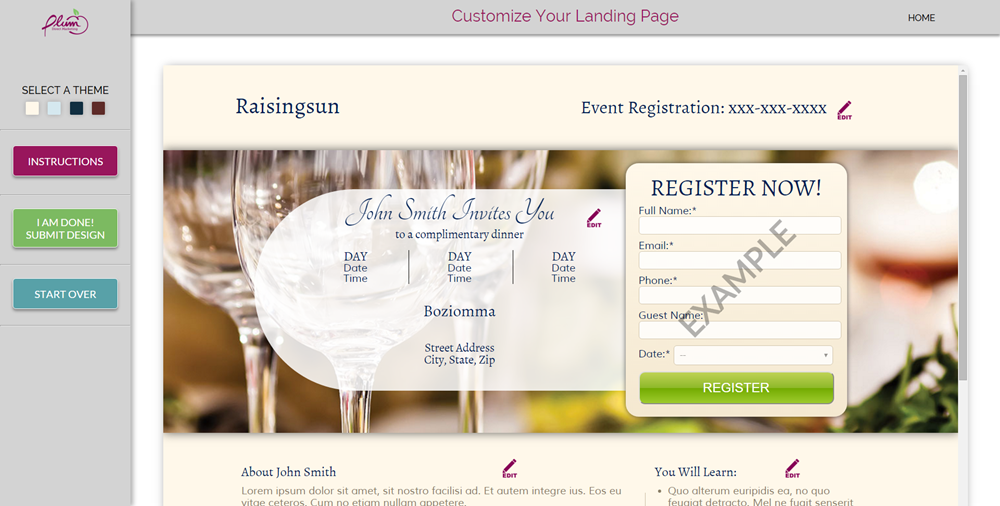 Plum
Customize Your Landing Page
HOME
SELECT A THEME
INSTRUCTIONS
I AM DONE!
SUBMIT DESIGN
START OVER
Raisingsun
Event Registration: xxx-xxx-xxxx
EDIT
John Smith Invites You
EDIT
to a complimentary dinner
DAY DAY DAY
Date Date Date
Time Time Time
Boziomma
Street Address
City, State, Zip
REGISTER NOW!
Full Name:*
Email:*
Phone:*
Guest Name:
Date:* --
REGISTER
EXAMPLE
About John Smith
EDIT
Lorem ipsum dolor sit amet, sit nostro facilisi ad. Et autem integre ius. Eos eu
vitae ceteros. Cum no etiam nullam appetere.
You Will Learn:
EDIT
• Quo alterum euripidis ea, no quo
feugiat detracto. Mel ne fugit senserit